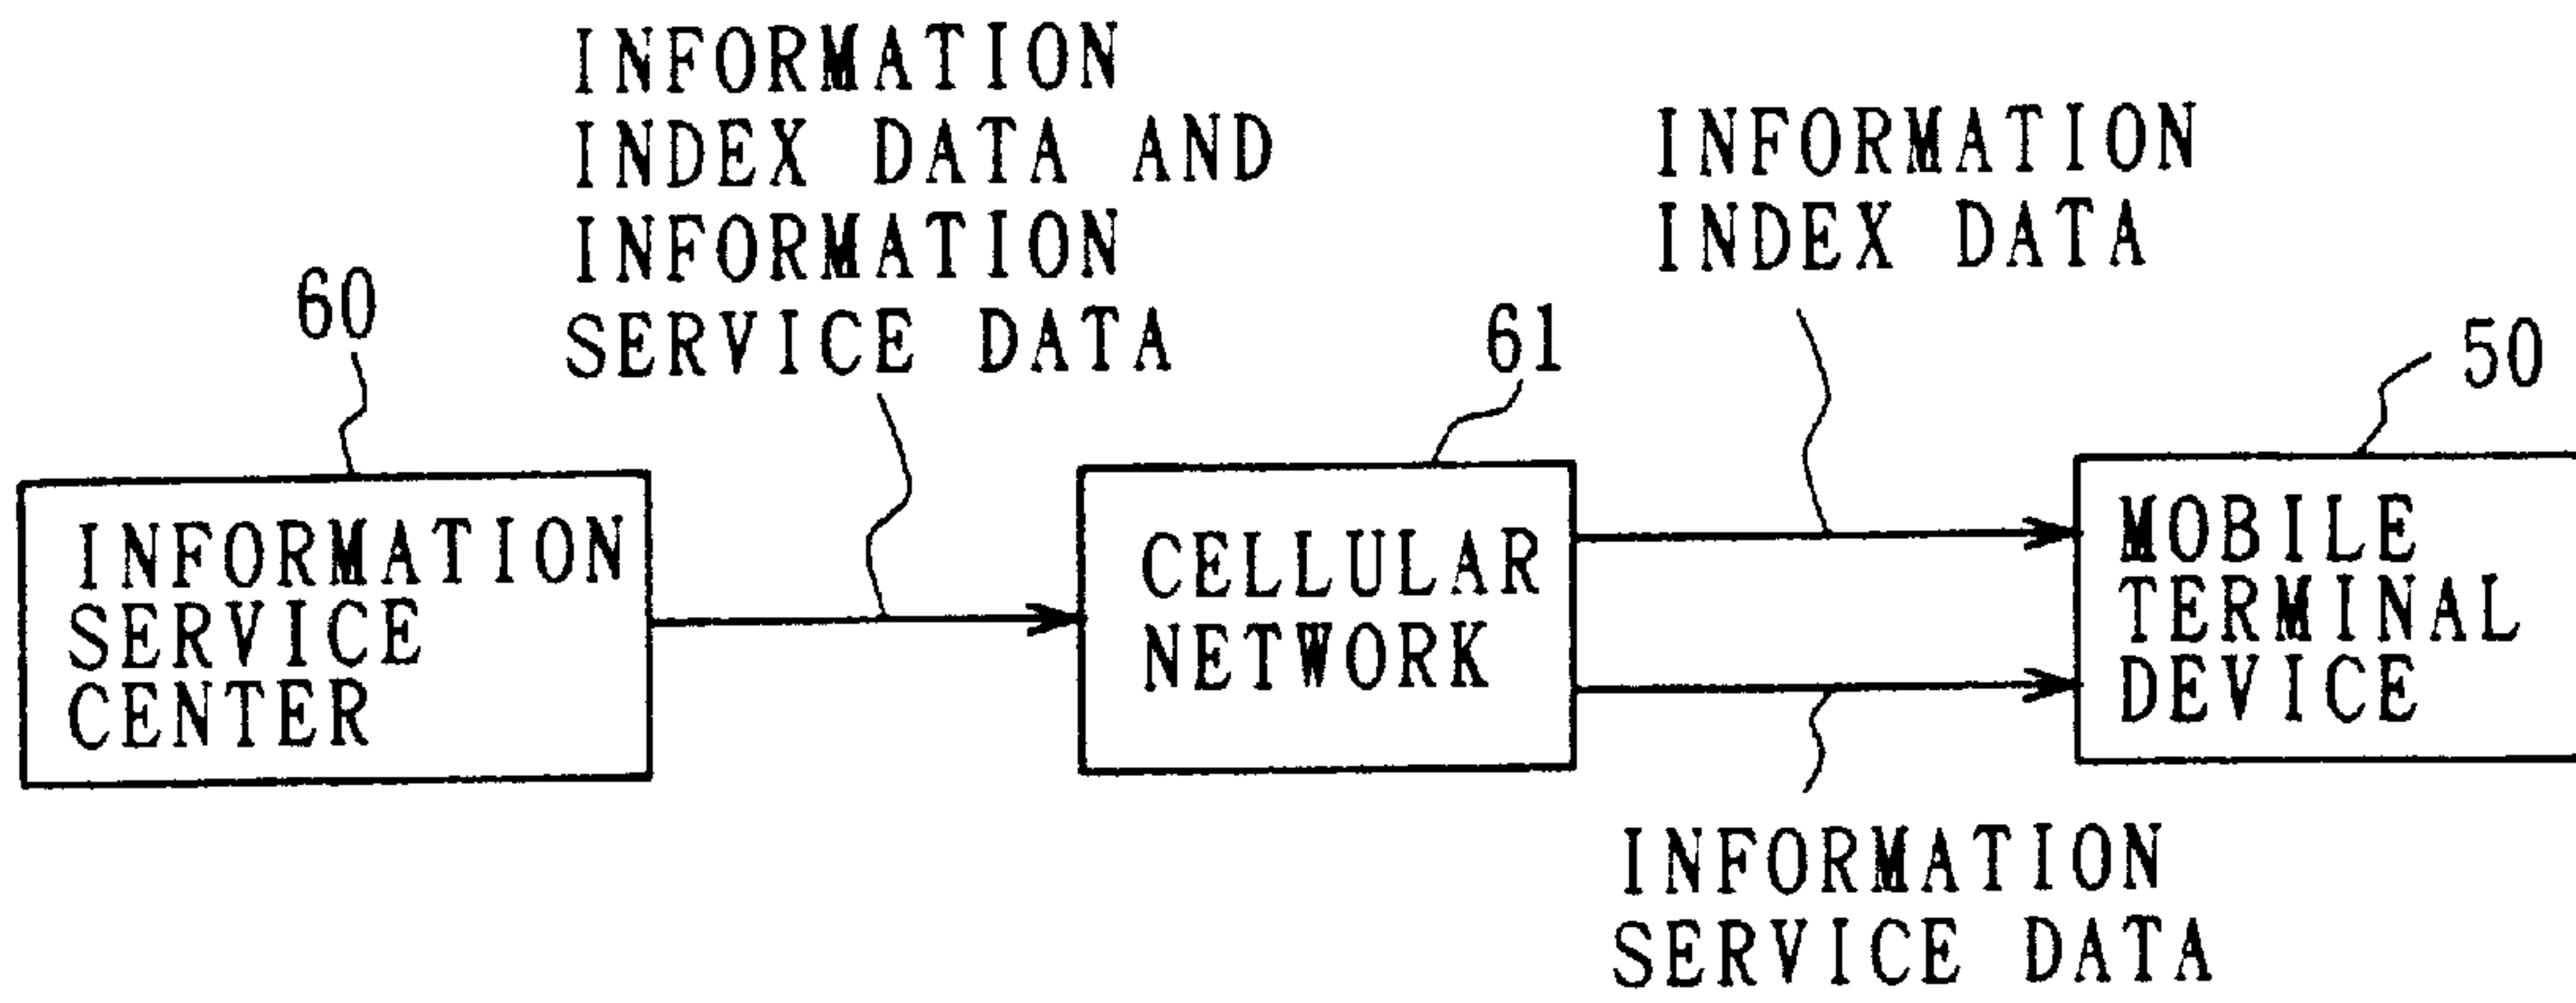 INFORMATION
INDEX DATA AND
INFORMATION
SERVICE DATA
INFORMATION
INDEX DATA
60
61
50
INFORMATION
SERVICE
CENTER
CELLULAR
NETWORK
MOBILE
TERMINAL
DEVICE
INFORMATION
SERVICE DATA